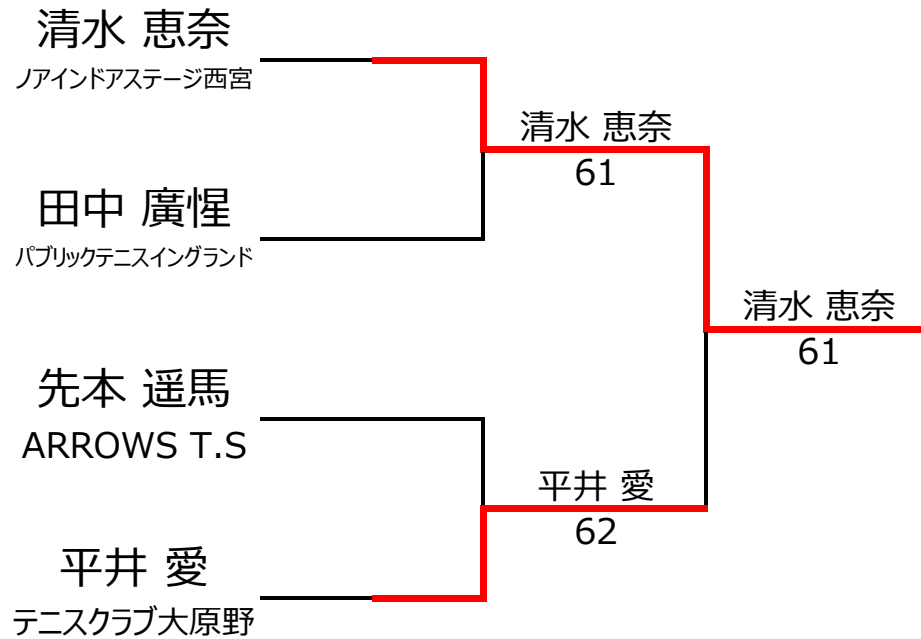 清水 恵奈
ノアインドアステージ西宮
清水 恵奈
61
田中 廣惺
パブリックテニスイングランド
清水 恵奈
61
先本 遥馬
ARROWS T.S
平井 愛
62
平井 愛
テニスクラブ大原野